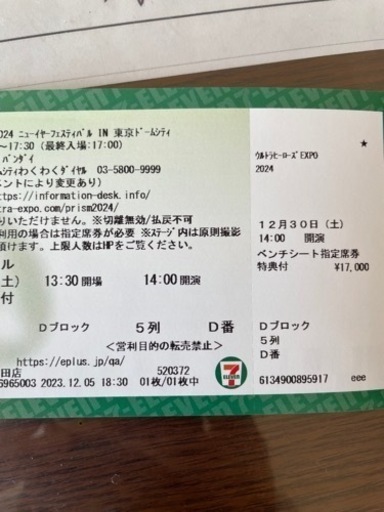 2024 ニューイヤーフェスティバル IN 東京ドームシティ
～17:30 (最終入場:17:00)
バンダイ
ムシティわくわくダイヤル 03-5800-9999
ベントにより変更あり)
https://information-desk.info/
tra-expo.com/prism2024/
りいただけません。※切離無効/払戻不可
利用の場合は指定席券が必要 ※ｽﾃｰｼﾞ内は原則撮影
頂けます。上限人数はHPをご覧ください。
ル
土) 13:30 開場 14:00 開演
付
Dブロック 5列 D番
<営利目的の転売禁止>
https://eplus.jp/qa/
田店 520372
6965003 2023.12.05 18:30 01枚/01枚中
7
ELEVEN
★
ｳﾙﾄﾗﾋｰﾛｰｽﾞEXPO
2024
12月30日(土)
14:00 開演
ベンチシート指定席券
特典付 ¥17,000
Dブロック
5列
D番
6134900895917 eee